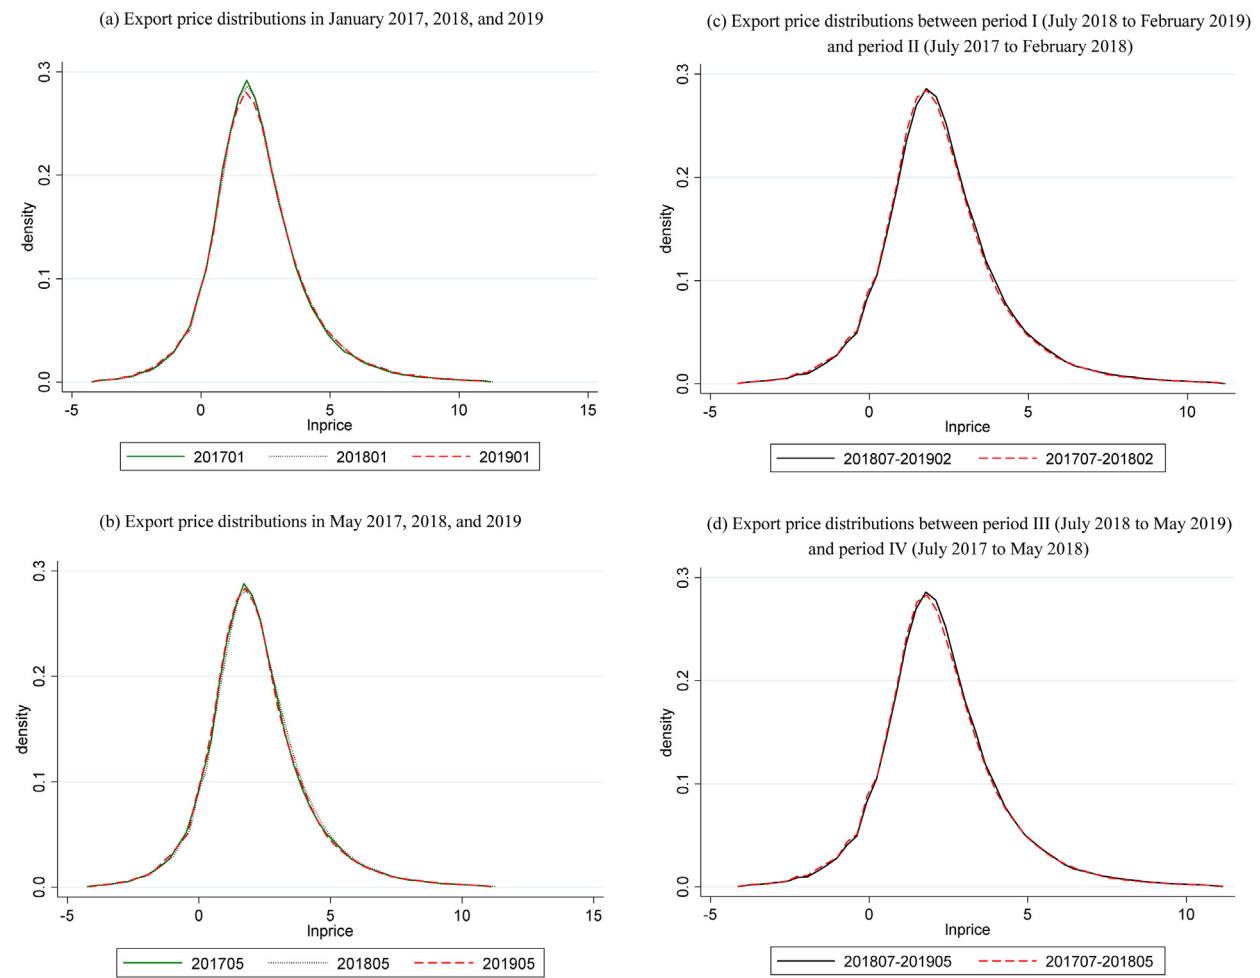 (a) Export price distributions in January 2017, 2018, and 2019
0.3
0.2
0.1
0.0
density
-5 0 5 10 15
lnprice
201701 201801 201901
(c) Export price distributions between period I (July 2018 to February 2019)
and period II (July 2017 to February 2018)
0.3
0.2
0.1
0.0
density
-5 0 5 10
lnprice
201807-201902 201707-201802
(b) Export price distributions in May 2017, 2018, and 2019
0.3
0.2
0.1
0.0
density
-5 0 5 10 15
lnprice
201705 201805 201905
(d) Export price distributions between period III (July 2018 to May 2019)
and period IV (July 2017 to May 2018)
0.3
0.2
0.1
0.0
density
-5 0 5 10
lnprice
201807-201905 201707-201805